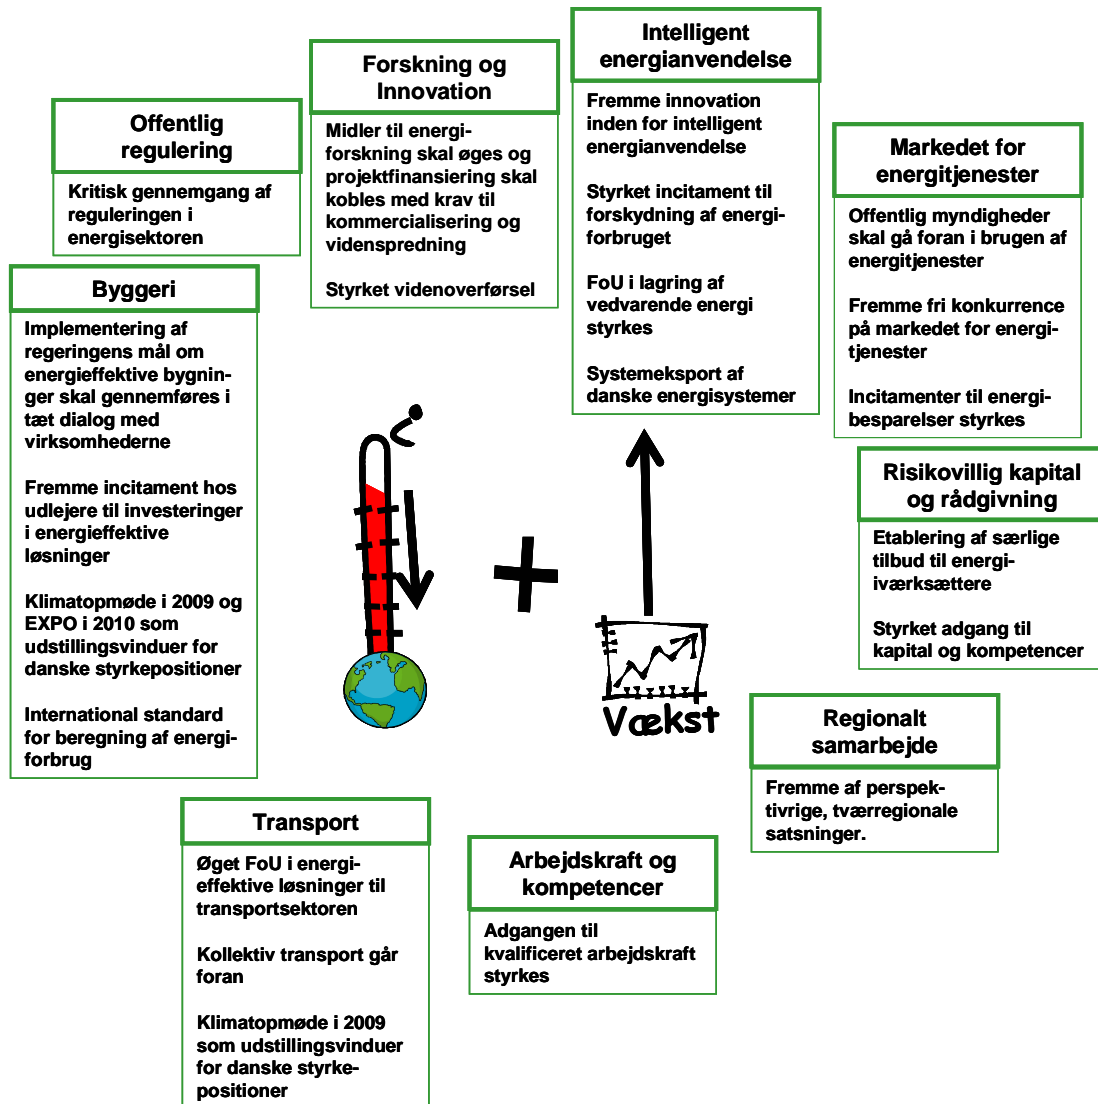 Intelligent
energianvendelse
Fremme innovation
inden for intelligent
energianvendelse
Styrket incitament til
forskydning af energi-
forbruget
FoU i lagring af
vedvarende energi
styrkes
Systemeksport af
danske energisystemer
Forskning og
Innovation
Midler til energi-
forskning skal øges og
projektfinansiering skal
kobles med krav til
kommercialisering og
videnspredning
Styrket videnoverførsel
Offentlig
regulering
Kritisk gennemgang af
reguleringen i
energisektoren
Markedet for
energitjenester
Offentlig myndigheder
skal gå foran i brugen af
energitjenester
Fremme fri konkurrence
på markedet for energi-
tjenester
Incitamenter til energi-
besparelser styrkes
Byggeri
Implementering af
regeringens mål om
energieffektive bygnin-
ger skal gennemføres i
tæt dialog med
virksomhederne
Fremme incitament hos
udlejere til investeringer
i energieffektive
løsninger
Klimatopmøde i 2009 og
EXPO i 2010 som
udstillingsvinduer for
danske styrkepositioner
International standard
for beregning af energi-
forbrug
Risikovillig kapital
og rådgivning
Etablering af særlige
tilbud til energi-
iværksættere
Styrket adgang til
kapital og kompetencer
Vækst
Regionalt
samarbejde
Fremme af perspek-
tivrige, tværregionale
satsninger.
Transport
Øget FoU i energi-
effektive løsninger til
transportsektoren
Kollektiv transport går
foran
Klimatopmøde i 2009
som udstillingsvinduer
for danske styrke-
positioner
Arbejdskraft og
kompetencer
Adgangen til
kvalificeret arbejdskraft
styrkes